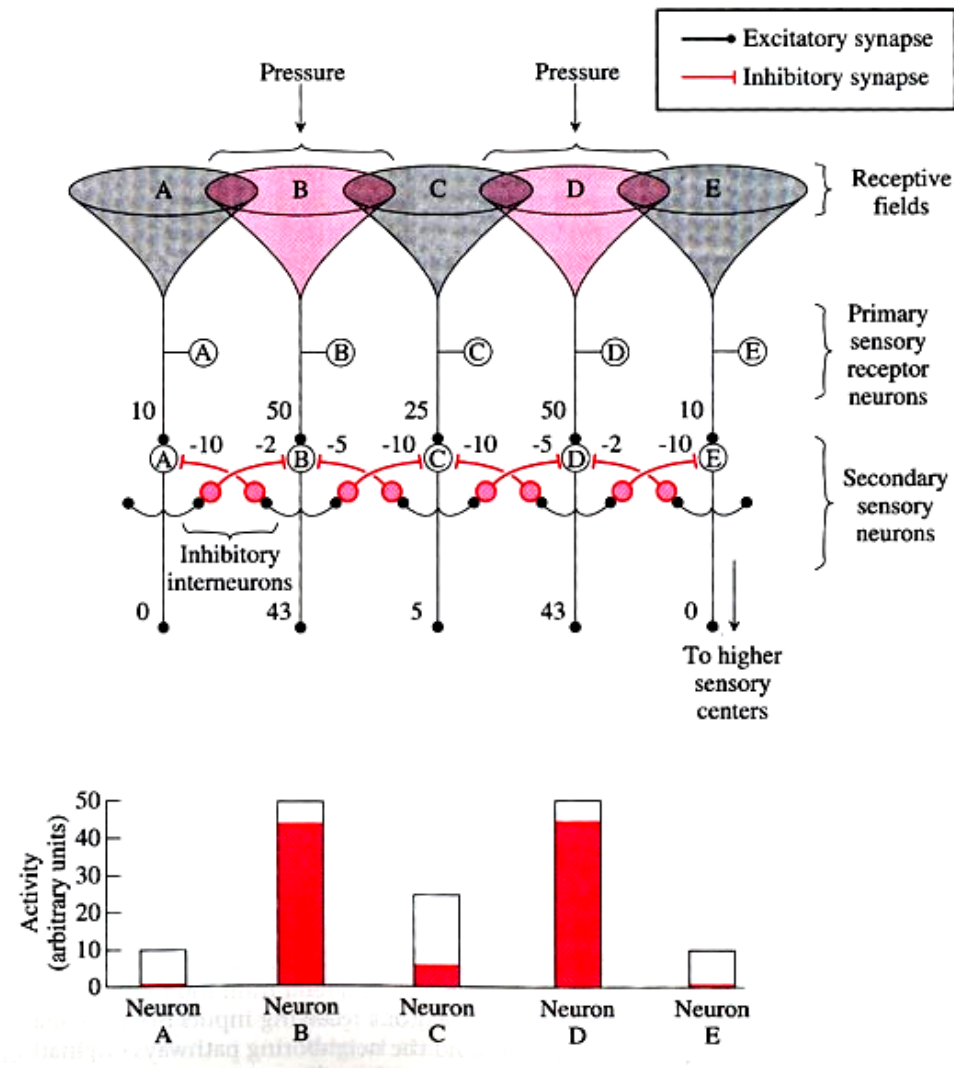 Excitatory synapse
Inhibitory synapse
Pressure Pressure
A B C D E
Receptive
fields
Primary
sensory
receptor
neurons
A B C D E
10 50 25 50 10
-10 -2 -5 -10 -10 -5 -2 -10
A B C D E
Secondary
sensory
neurons
Inhibitory
interneurons
0 43 5 43 0
To higher
sensory
centers
Activity
(arbitrary units)
50
40
30
20
10
0
Neuron Neuron Neuron Neuron Neuron
A B C D E